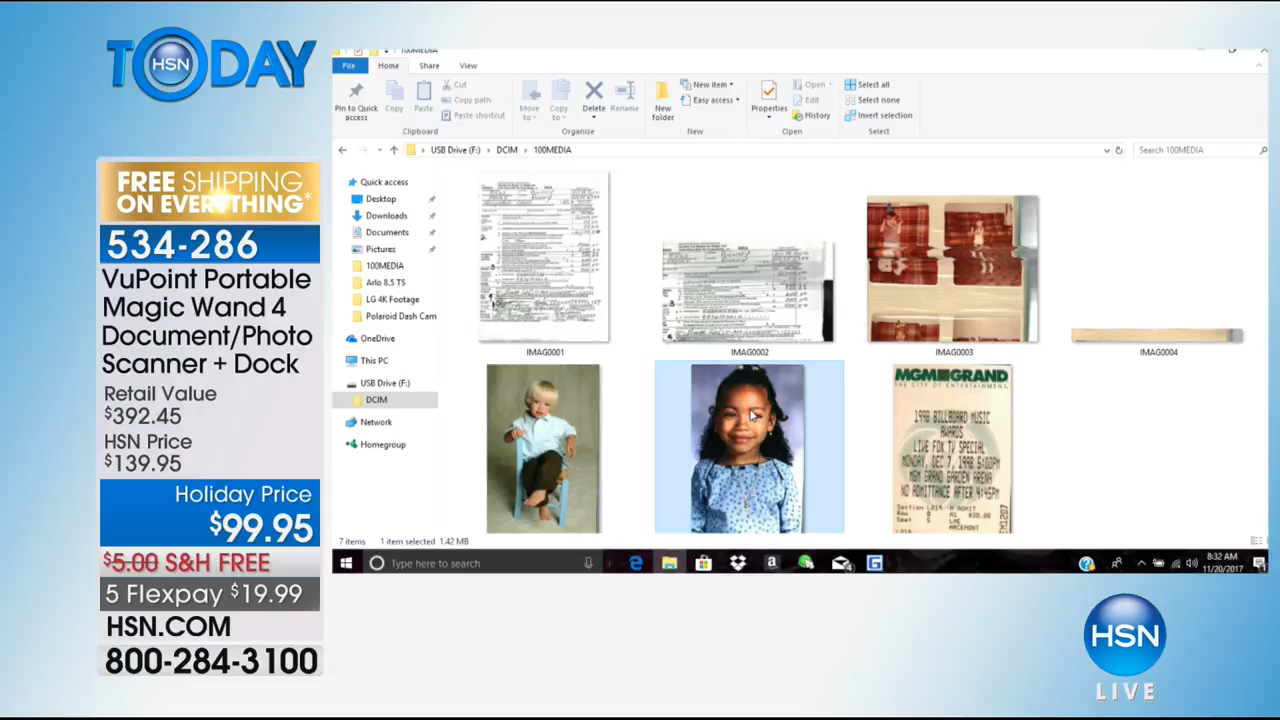 TODAY
HSN
FREE SHIPPING
ON EVERYTHING*
534-286
VuPoint Portable
Magic Wand 4
Document/Photo
Scanner + Dock
Retail Value
$392.45
HSN Price
$139.95
Holiday Price
$99.95
$5.00 S&H FREE
5 Flexpay $19.99
HSN.COM
800-284-3100
100MEDIA
File Home Share View
Pin to Quick access
Copy
Paste
Cut
Copy path
Paste shortcut
Clipboard
Move to
Copy to
Delete
Rename
Organize
New folder
New item
Easy access
New
Properties
Open
Edit
History
Open
Select all
Select none
Invert selection
Select
USB Drive (F:) DCIM 100MEDIA
Search 100MEDIA
Quick access
Desktop
Downloads
Documents
Pictures
100MEDIA
Arlo 8.5 TS
LG 4K Footage
Polaroid Dash Cam
OneDrive
This PC
USB Drive (F:)
DCIM
Network
Homegroup
IMAG0001
IMAG0002
IMAG0003
IMAG0004
MGM GRAND
THE CITY OF ENTERTAINMENT
1998 BILLBOARD MUSIC
AWARDS
LIVE FOX TV SPECIAL
MONDAY, DEC 7, 1998 5:00PM
MGM GRAND GARDEN ARENA
NO ADMITTANCE AFTER 4:45PM
7 items 1 item selected 1.42 MB
Type here to search
8:32 AM
11/20/2017
HSN
LIVE